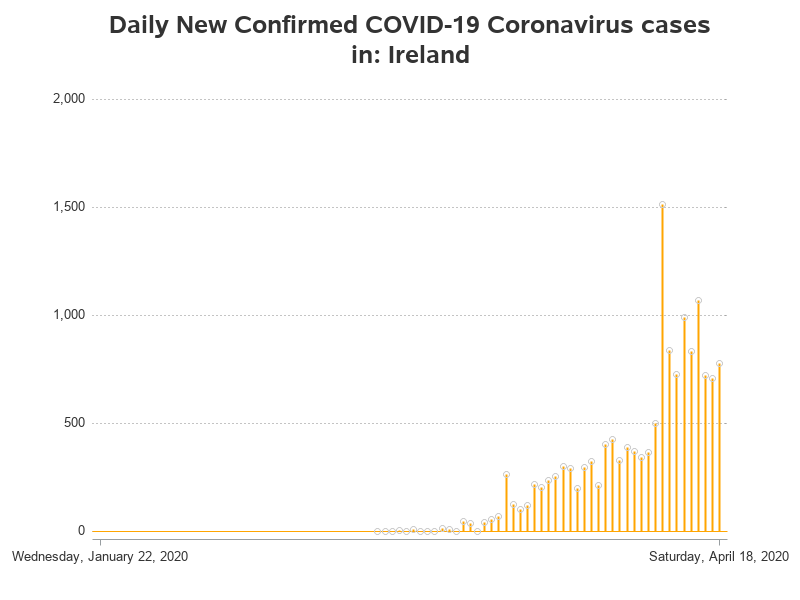 Daily New Confirmed COVID-19 Coronavirus cases
in: Ireland
2,000
1,500
1,000
500
0
Wednesday, January 22, 2020
Saturday, April 18, 2020